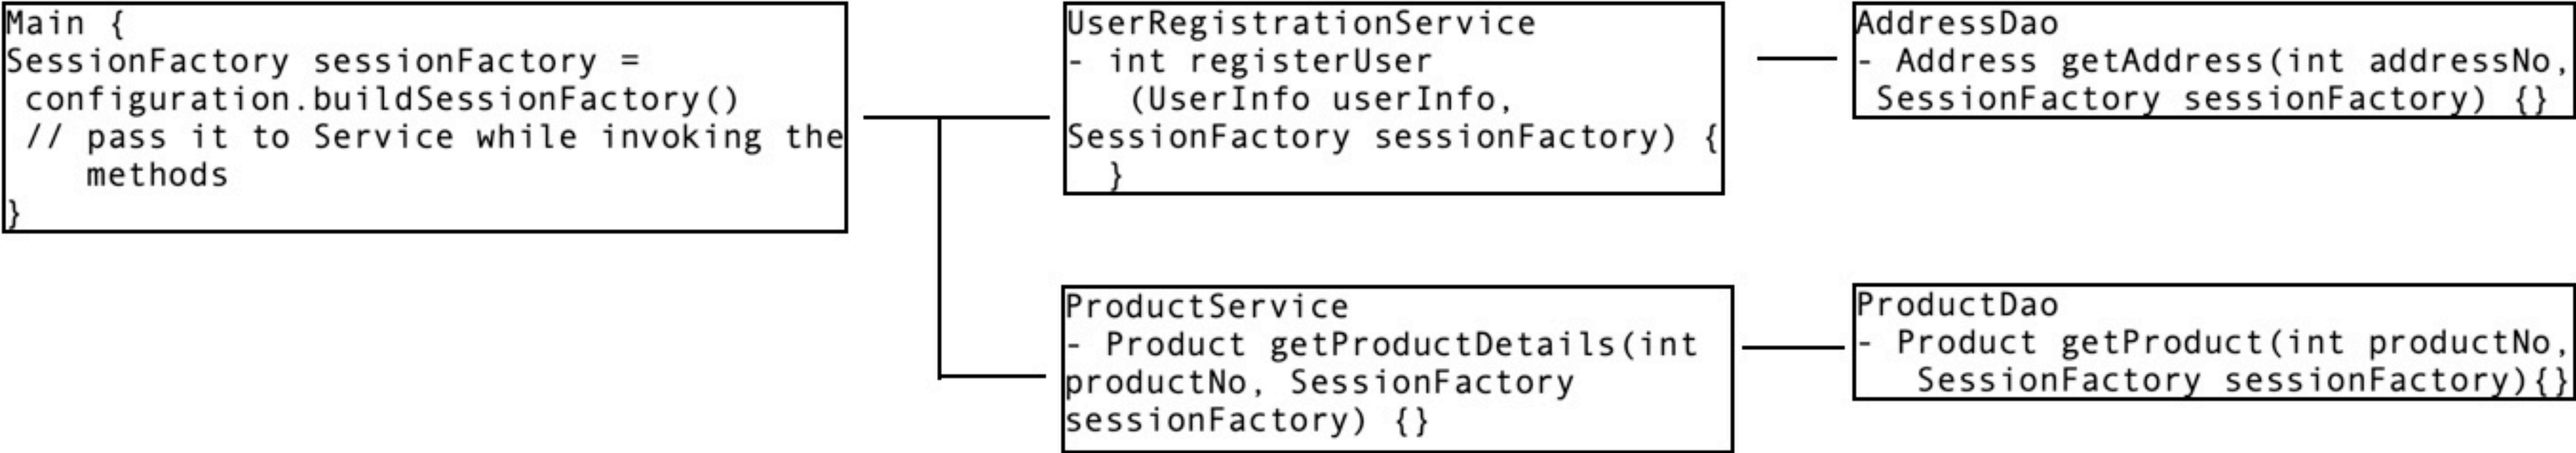 Main {
SessionFactory sessionFactory =
configuration.buildSessionFactory()
// pass it to Service while invoking the
methods
}
UserRegistrationService
- int registerUser
(UserInfo userInfo,
SessionFactory sessionFactory) {
}
AddressDao
- Address getAddress(int addressNo,
SessionFactory sessionFactory) {}
ProductService
- Product getProductDetails(int
productNo, SessionFactory
sessionFactory) {}
ProductDao
- Product getProduct(int productNo,
SessionFactory sessionFactory){}